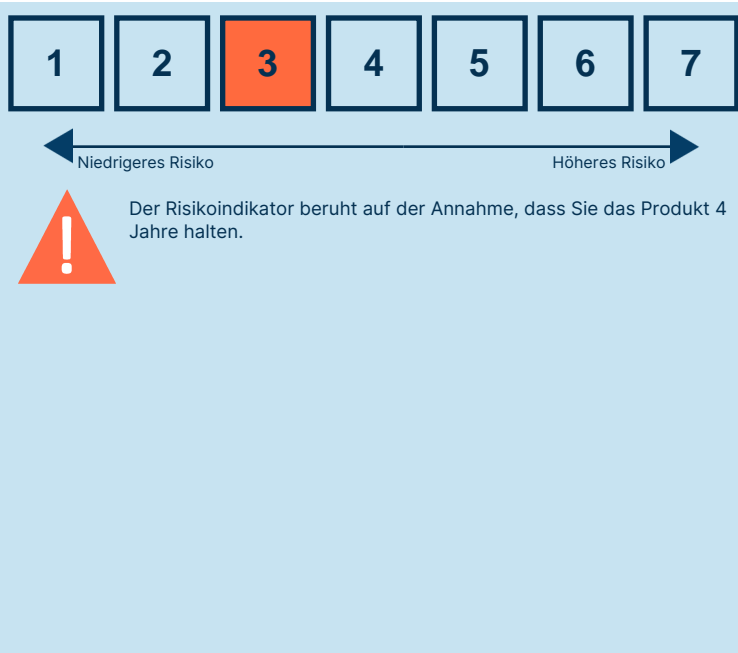 1 2 3 4 5 6 7
Niedrigeres Risiko Höheres Risiko
Der Risikoindikator beruht auf der Annahme, dass Sie das Produkt 4
Jahre halten.